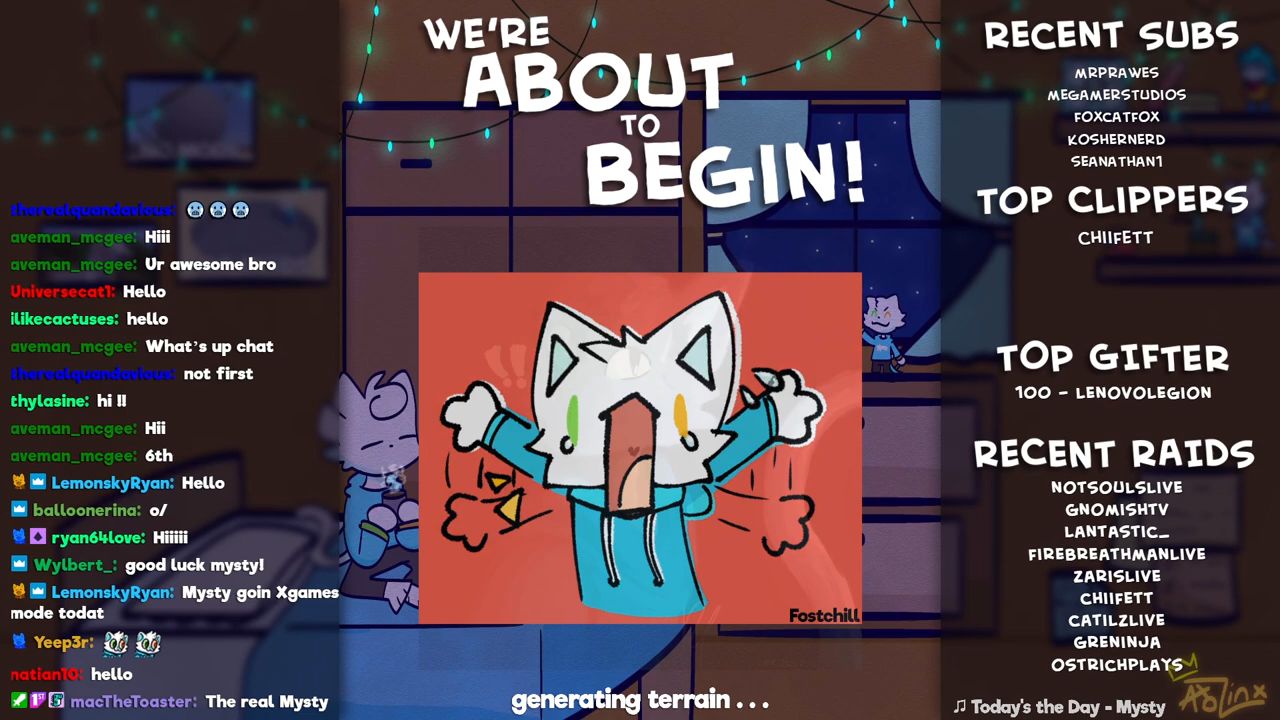 WE'RE
ABOUT
TO
BEGIN!
therealquandavious:
aveman_mcgee: Hiii
aveman_mcgee: Ur awesome bro
Universecat1: Hello
ilikecactuses: hello
aveman_mcgee: What's up chat
therealquandavious: not first
thylasine: hi !!
aveman_mcgee: Hii
aveman_mcgee: 6th
LemonskyRyan: Hello
balloonerina: o/
ryan64love: Hiiiii
Wylbert_: good luck mysty!
LemonskyRyan: Mysty goin Xgames
mode todat
Yeep3r:
natian10: hello
macTheToaster: The real Mysty
!!
Fostchill
generating terrain . . .
RECENT SUBS
MRPRAWES
MEGAMERSTUDIOS
FOXCATFOX
KOSHERNERD
SEANATHAN1
TOP CLIPPERS
CHIIFETT
TOP GIFTER
100 - LENOVOLEGION
RECENT RAIDS
NOTSOULSLIVE
GNOMISHTV
LANTASTIC_
FIREBREATHMANLIVE
ZARISLIVE
CHIIFETT
CATILZLIVE
GRENINJA
OSTRICHPLAYS
♫ Today's the Day - Mysty